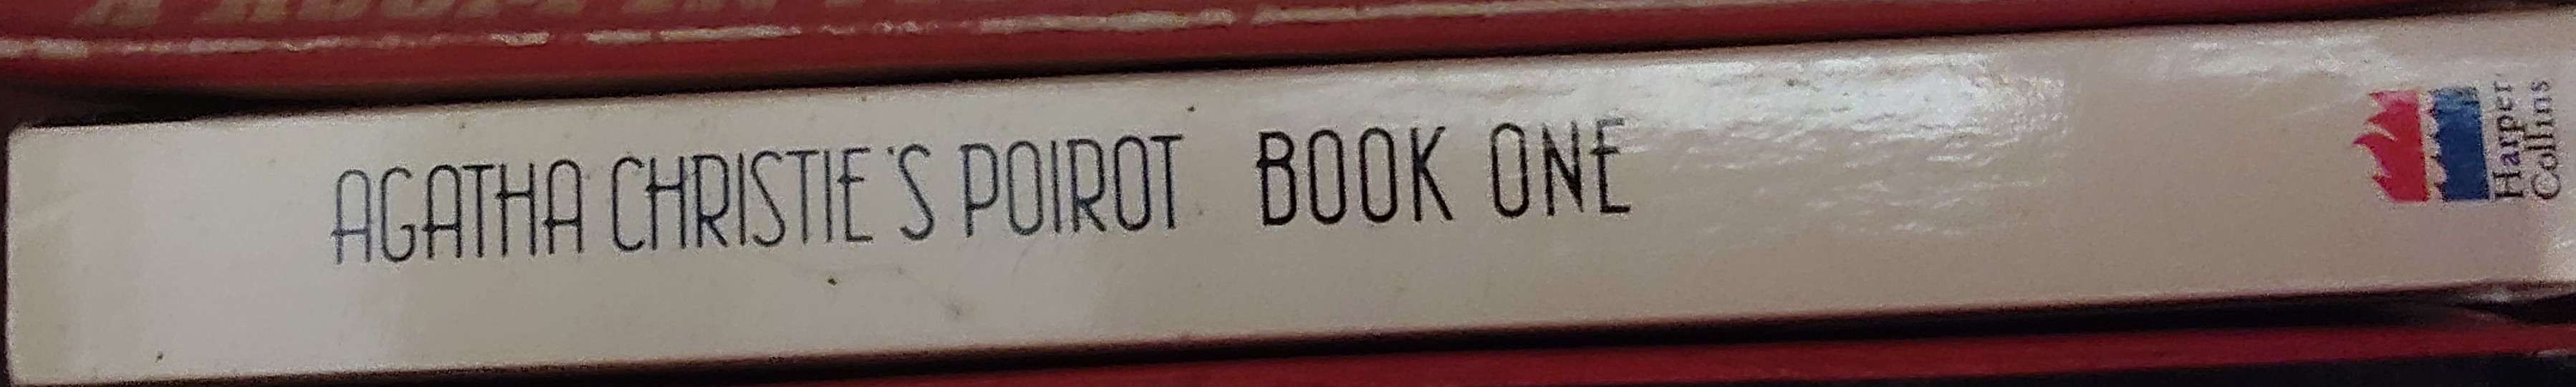 AGATHA CHRISTIE'S POIROT BOOK ONE
Harper
Collins